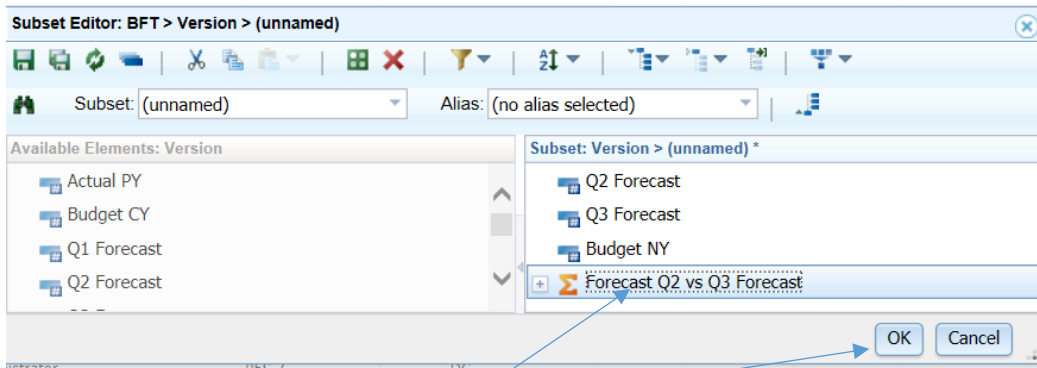 Subset Editor: BFT > Version > (unnamed)
Subset: (unnamed) Alias: (no alias selected)
Available Elements: Version
Actual PY
Budget CY
Q1 Forecast
Q2 Forecast
Subset: Version > (unnamed) *
Q2 Forecast
Q3 Forecast
Budget NY
Forecast Q2 vs Q3 Forecast
OK Cancel